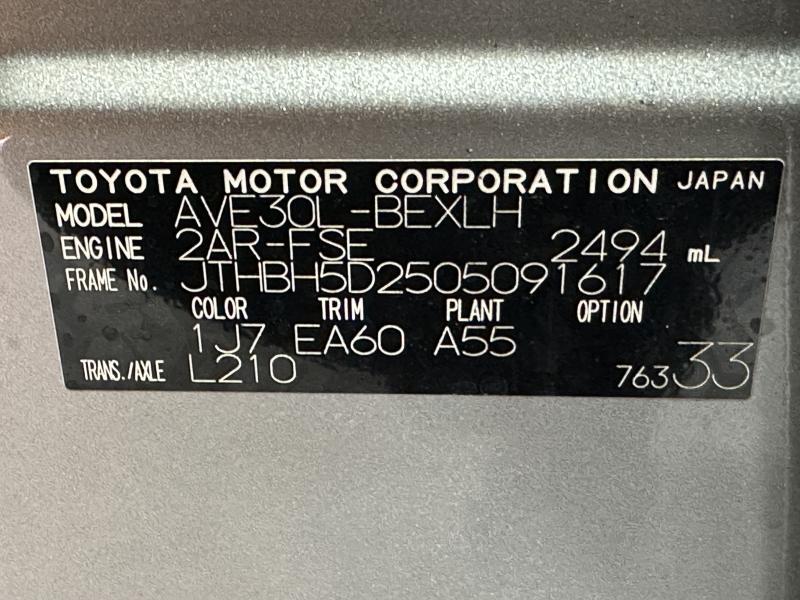 TOYOTA MOTOR CORPORATION JAPAN
MODEL AVE30L-BEXLH
ENGINE 2AR-FSE 2494 mL
FRAME No. JTHBH5D2505091617
COLOR TRIM PLANT OPTION
1J7 EA60 A55
TRANS./AXLE L210 76333